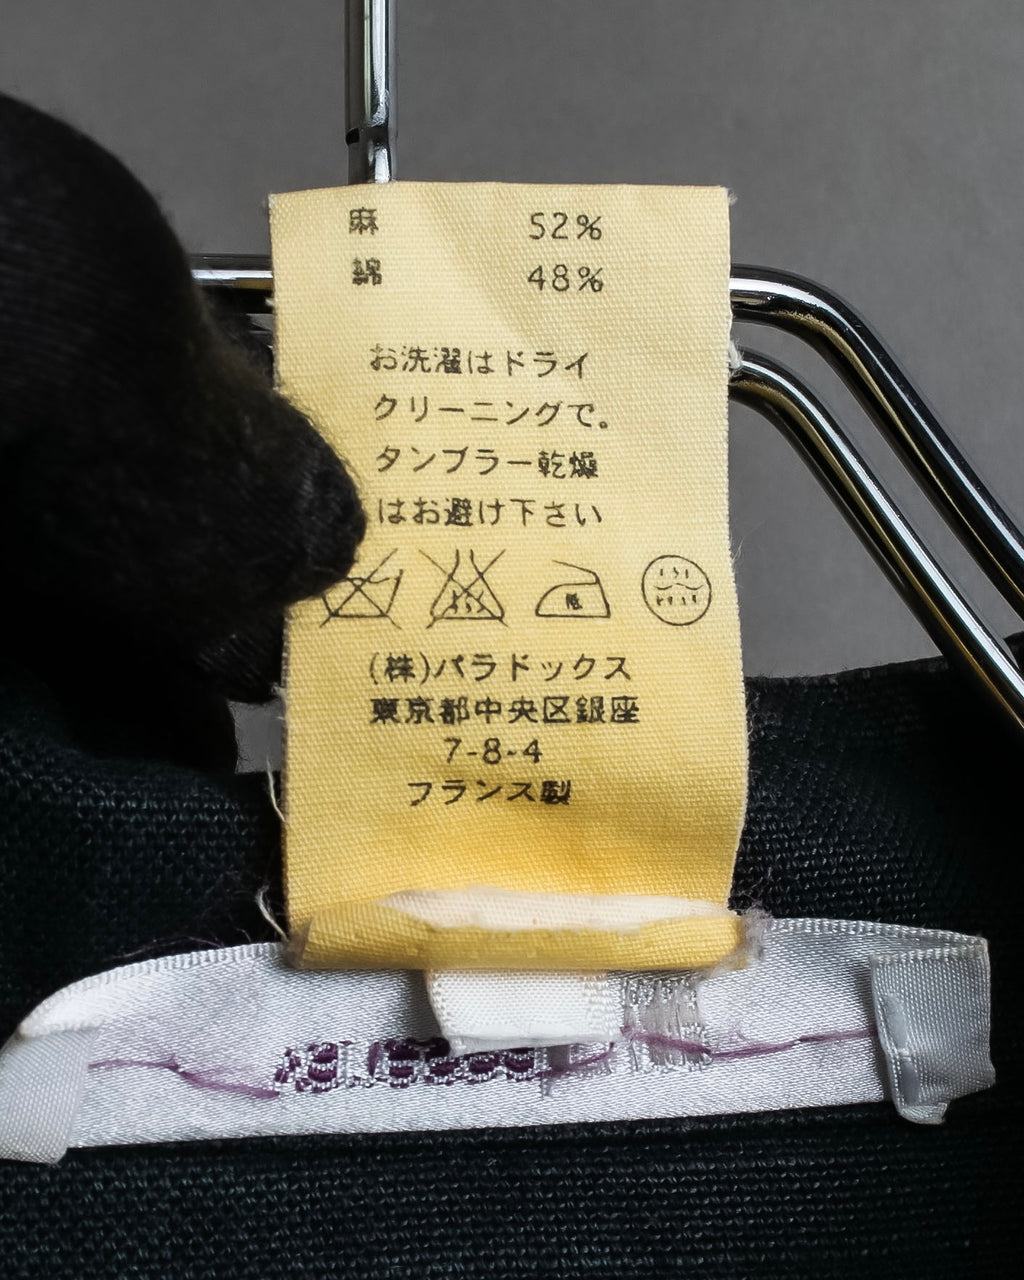 麻 52%
綿 48%
お洗濯はドライ
クリーニングで。
タンブラー乾燥
はお避け下さい
低
(株)パラドックス
東京都中央区銀座
7-8-4
フランス製